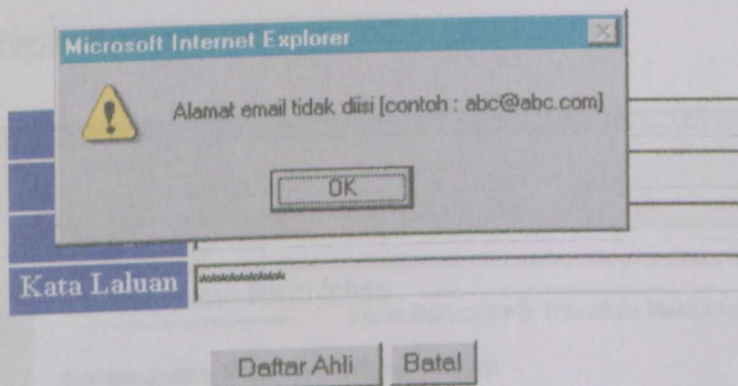 Microsoft Internet Explorer
Alamat email tidak diisi [contoh : abc@abc.com]
OK
Kata Laluan
**********
Daftar Ahli
Batal